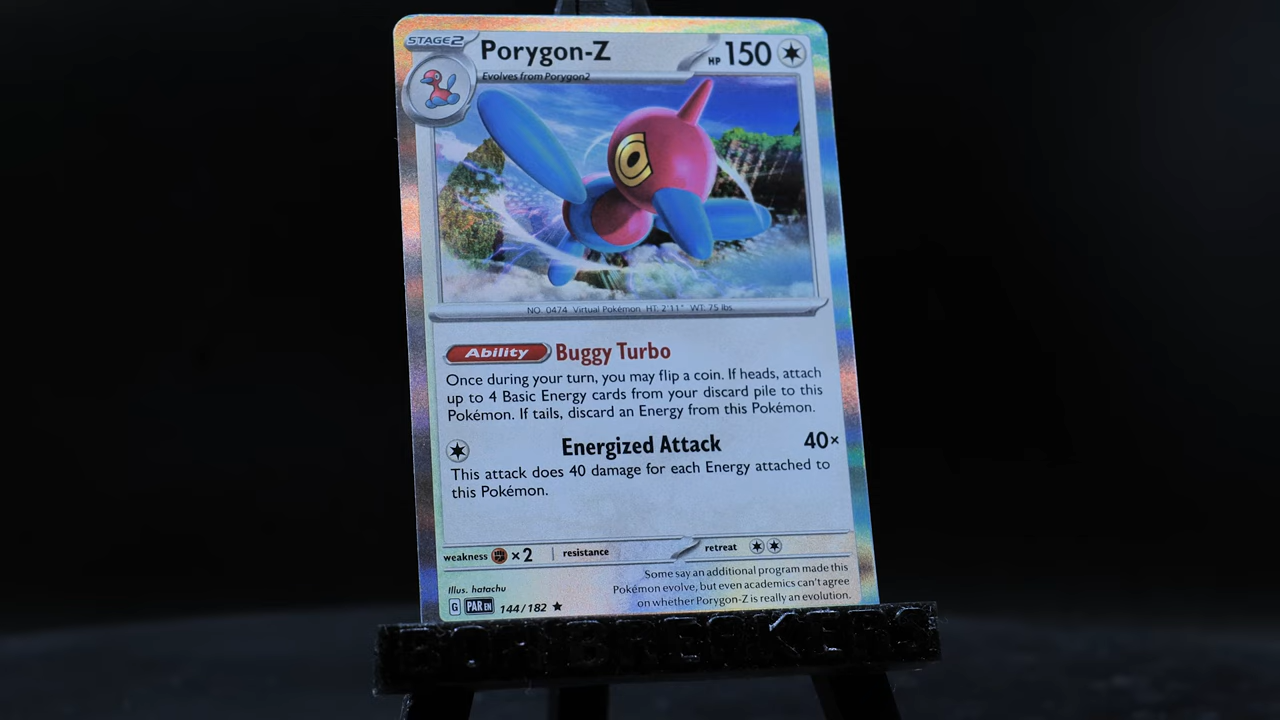 STAGE2
Porygon-Z
HP 150
Evolves from Porygon2
NO. 0474 Virtual Pokémon HT: 2'11" WT: 75 lbs.
Ability Buggy Turbo
Once during your turn, you may flip a coin. If heads, attach
up to 4 Basic Energy cards from your discard pile to this
Pokémon. If tails, discard an Energy from this Pokémon.
Energized Attack 40×
This attack does 40 damage for each Energy attached to
this Pokémon.
weakness ×2 resistance retreat
Illus. hatachu
Some say an additional program made this
Pokémon evolve, but even academics can't agree
on whether Porygon-Z is really an evolution.
G PAR EN 144/182 ★
BOH BREAKERS